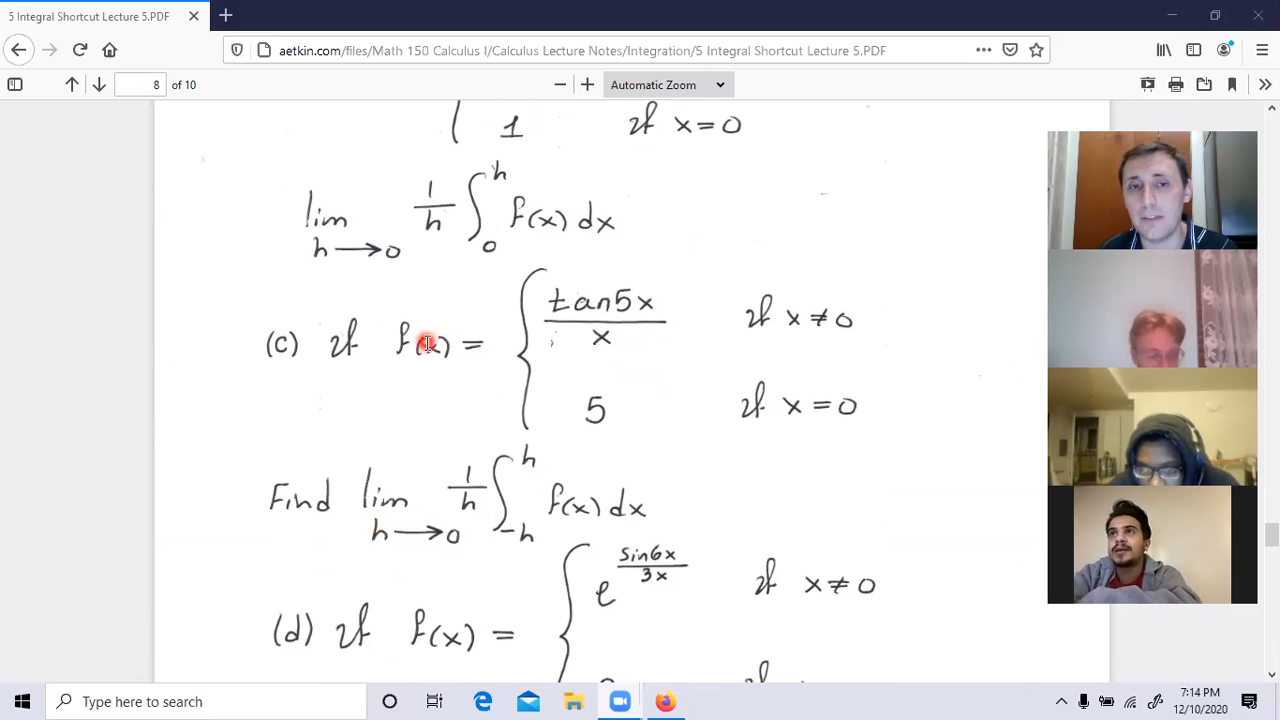 5 Integral Shortcut Lecture 5.PDF
aetkin.com/files/Math 150 Calculus I/Calculus Lecture Notes/Integration/5 Integral Shortcut Lecture 5.PDF
8 of 10
Automatic Zoom
1 if x=0
lim h→0 1/h ∫_0^h f(x) dx
(c) if f(x) = { tan5x/x if x≠0
5 if x=0
Find lim h→0 1/h ∫_-h^h f(x) dx
(d) if f(x) = { e^(sin6x/3x) if x≠0
if
Type here to search
7:14 PM
12/10/2020